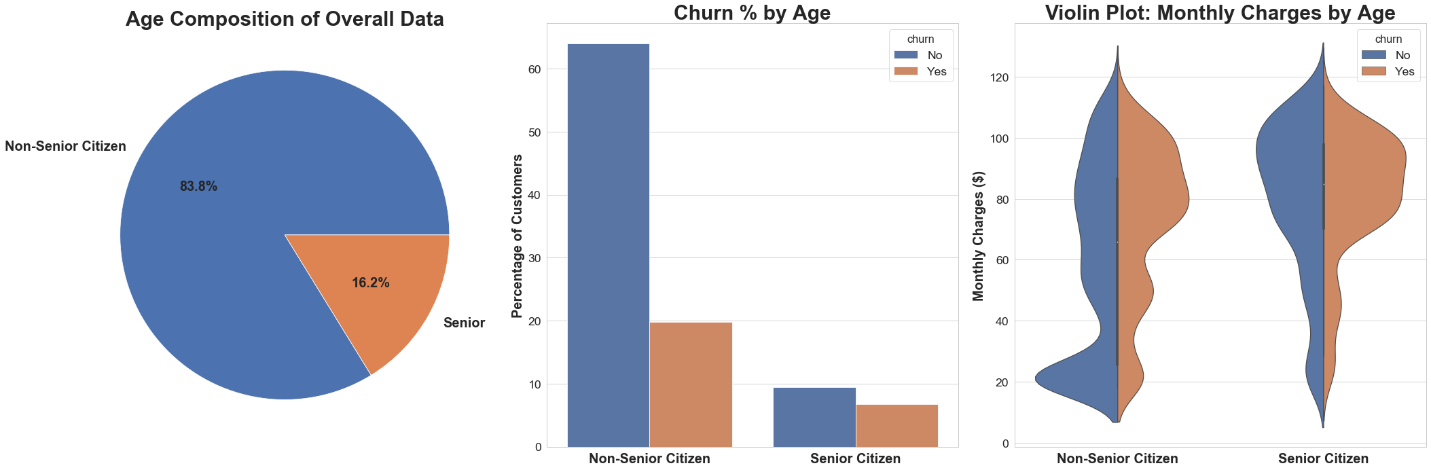 Age Composition of Overall Data
Non-Senior Citizen
83.8%
16.2%
Senior
Churn % by Age
churn
No
Yes
Percentage of Customers
60
50
40
30
20
10
0
Non-Senior Citizen
Senior Citizen
Violin Plot: Monthly Charges by Age
churn
No
Yes
Monthly Charges ($)
120
100
80
60
40
20
0
Non-Senior Citizen
Senior Citizen